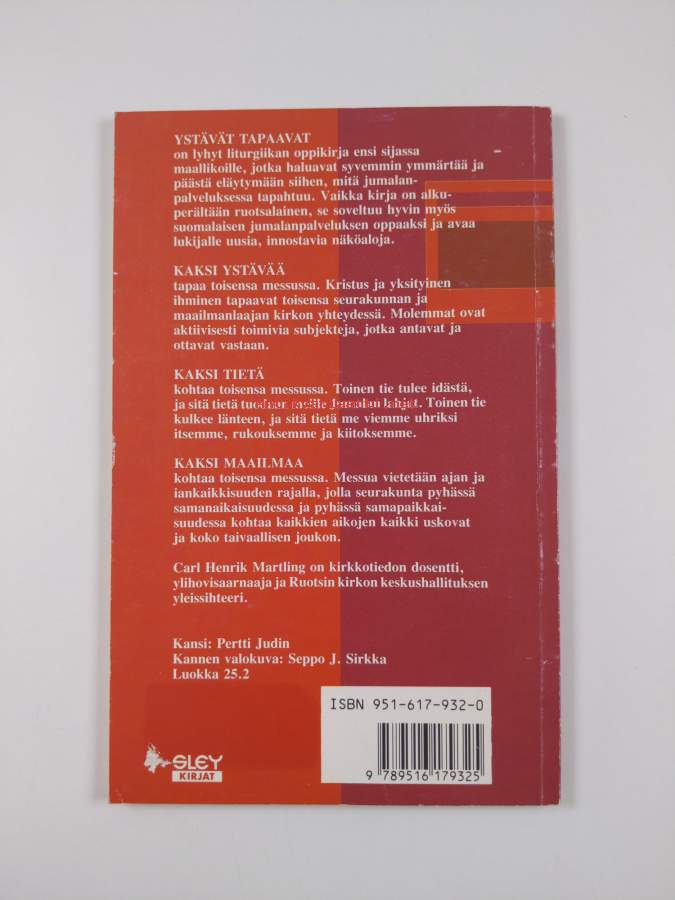 YSTÄVÄT TAPAAVAT
on lyhyt liturgiikan oppikirja ensi sijassa
maallikoille, jotka haluavat syvemmin ymmärtää ja
päästä eläytymään siihen, mitä jumalan-
palveluksessa tapahtuu. Vaikka kirja on alku-
perältään ruotsalainen, se soveltuu hyvin myös
suomalaisen jumalanpalveluksen oppaaksi ja avaa
lukijalle uusia, innostavia näköaloja.
KAKSI YSTÄVÄÄ
tapaa toisensa messussa. Kristus ja yksityinen
ihminen tapaavat toisensa seurakunnan ja
maailmanlaajan kirkon yhteydessä. Molemmat ovat
aktiivisesti toimivia subjekteja, jotka antavat ja
ottavat vastaan.
KAKSI TIETÄ
kohtaa toisensa messussa. Toinen tie tulee idästä,
ja sitä tietä tuodaan meille Jumalan lahjat. Toinen tie
kulkee länteen, ja sitä tietä me viemme uhriksi
itsemme, rukouksemme ja kiitoksemme.
KAKSI MAAILMAA
kohtaa toisensa messussa. Messua vietetään ajan ja
iankaikkisuuden rajalla, jolla seurakunta pyhässä
samanaikaisuudessa ja pyhässä samapaikkai-
suudessa kohtaa kaikkien aikojen kaikki uskovat
ja koko taivaallisen joukon.
Carl Henrik Martling on kirkkotiedon dosentti,
ylihovisaarnaaja ja Ruotsin kirkon keskushallituksen
yleissihteeri.
Kansi: Pertti Judin
Kannen valokuva: Seppo J. Sirkka
Luokka 25.2
ISBN 951-617-932-0
9 789516 179325
SLEY
KIRJAT